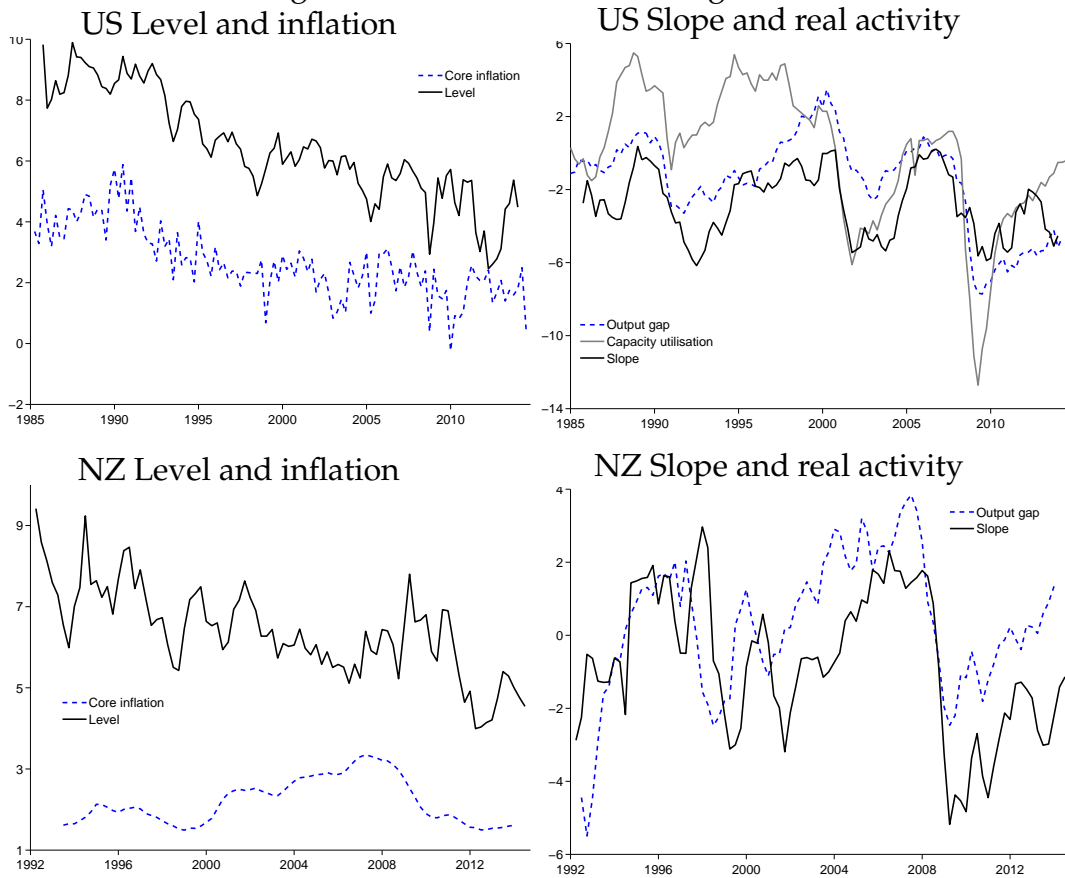 US Level and inflation
10
8
6
4
2
0
−2
1985 1990 1995 2000 2005 2010
Core inflation
Level
US Slope and real activity
6
2
−2
−6
−10
−14
1985 1990 1995 2000 2005 2010
Output gap
Capacity utilisation
Slope
NZ Level and inflation
9
7
5
3
1
1992 1996 2000 2004 2008 2012
Core inflation
Level
NZ Slope and real activity
4
2
0
−2
−4
−6
1992 1996 2000 2004 2008 2012
Output gap
Slope